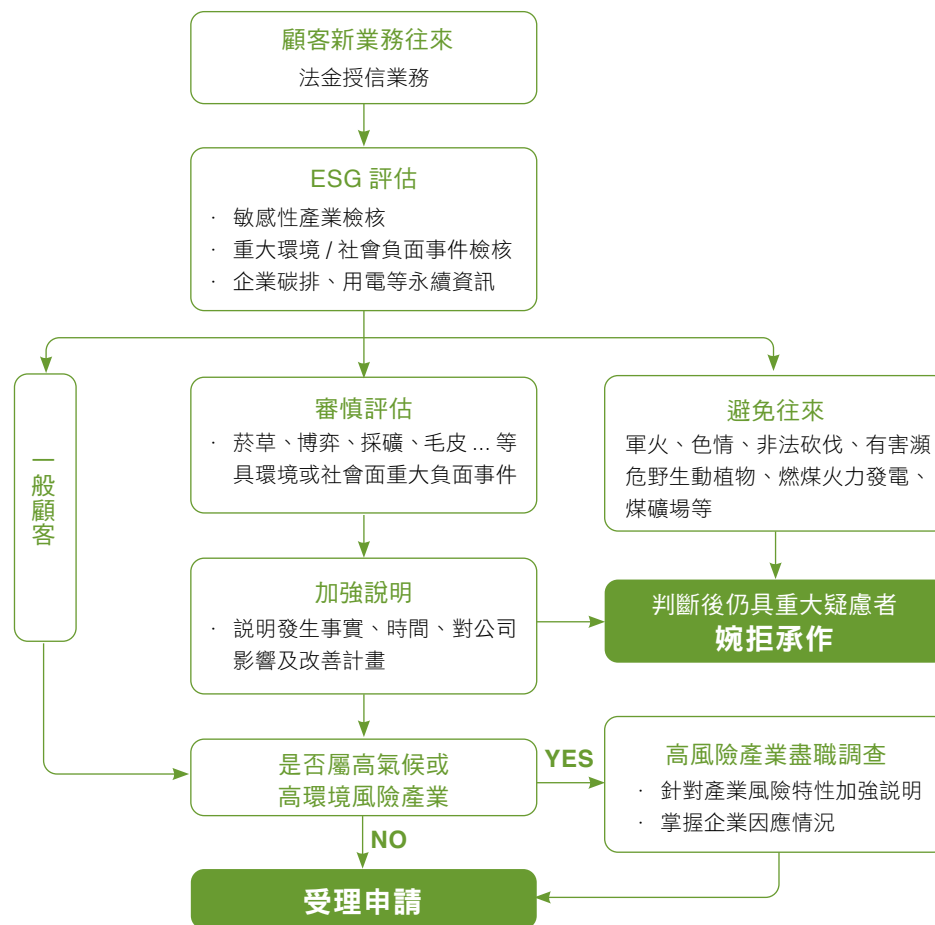 顧客新業務往來
法金授信業務
ESG 評估
· 敏感性產業檢核
· 重大環境 / 社會負面事件檢核
· 企業碳排、用電等永續資訊
一般顧客
審慎評估
· 菸草、博弈、採礦、毛皮 ... 等
具環境或社會面重大負面事件
避免往來
軍火、色情、非法砍伐、有害瀕
危野生動植物、燃煤火力發電、
煤礦場等
加強說明
· 說明發生事實、時間、對公司
影響及改善計畫
判斷後仍具重大疑慮者
婉拒承作
是否屬高氣候或
高環境風險產業
YES
高風險產業盡職調查
· 針對產業風險特性加強說明
· 掌握企業因應情況
NO
受理申請